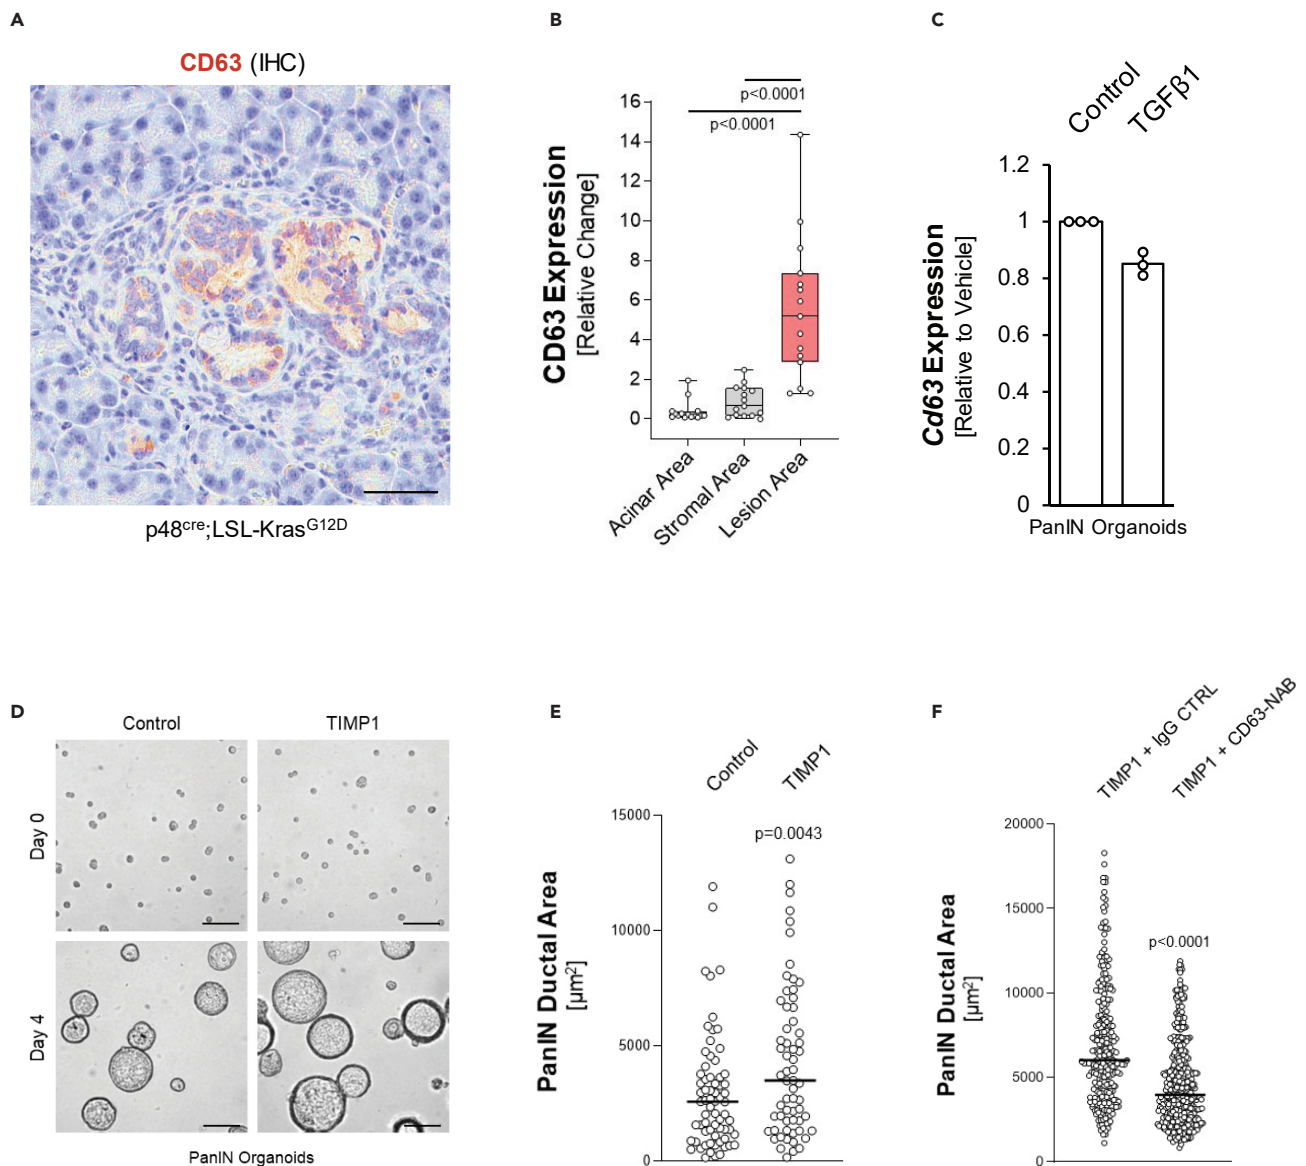 A
CD63 (IHC)
p48cre;LSL-KrasG12D
B
CD63 Expression
[Relative Change]
16
14
12
10
8
6
4
2
0
p<0.0001
p<0.0001
Acinar Area
Stromal Area
Lesion Area
C
Control
TGFβ1
Cd63 Expression
[Relative to Vehicle]
1.2
1
0.8
0.6
0.4
0.2
0
PanIN Organoids
D
Control
TIMP1
Day 0
Day 4
PanIN Organoids
E
Control
TIMP1
p=0.0043
PanIN Ductal Area
[µm²]
15000
10000
5000
0
F
TIMP1 + IgG CTRL
TIMP1 + CD63-NAB
p<0.0001
PanIN Ductal Area
[µm²]
20000
15000
10000
5000
0